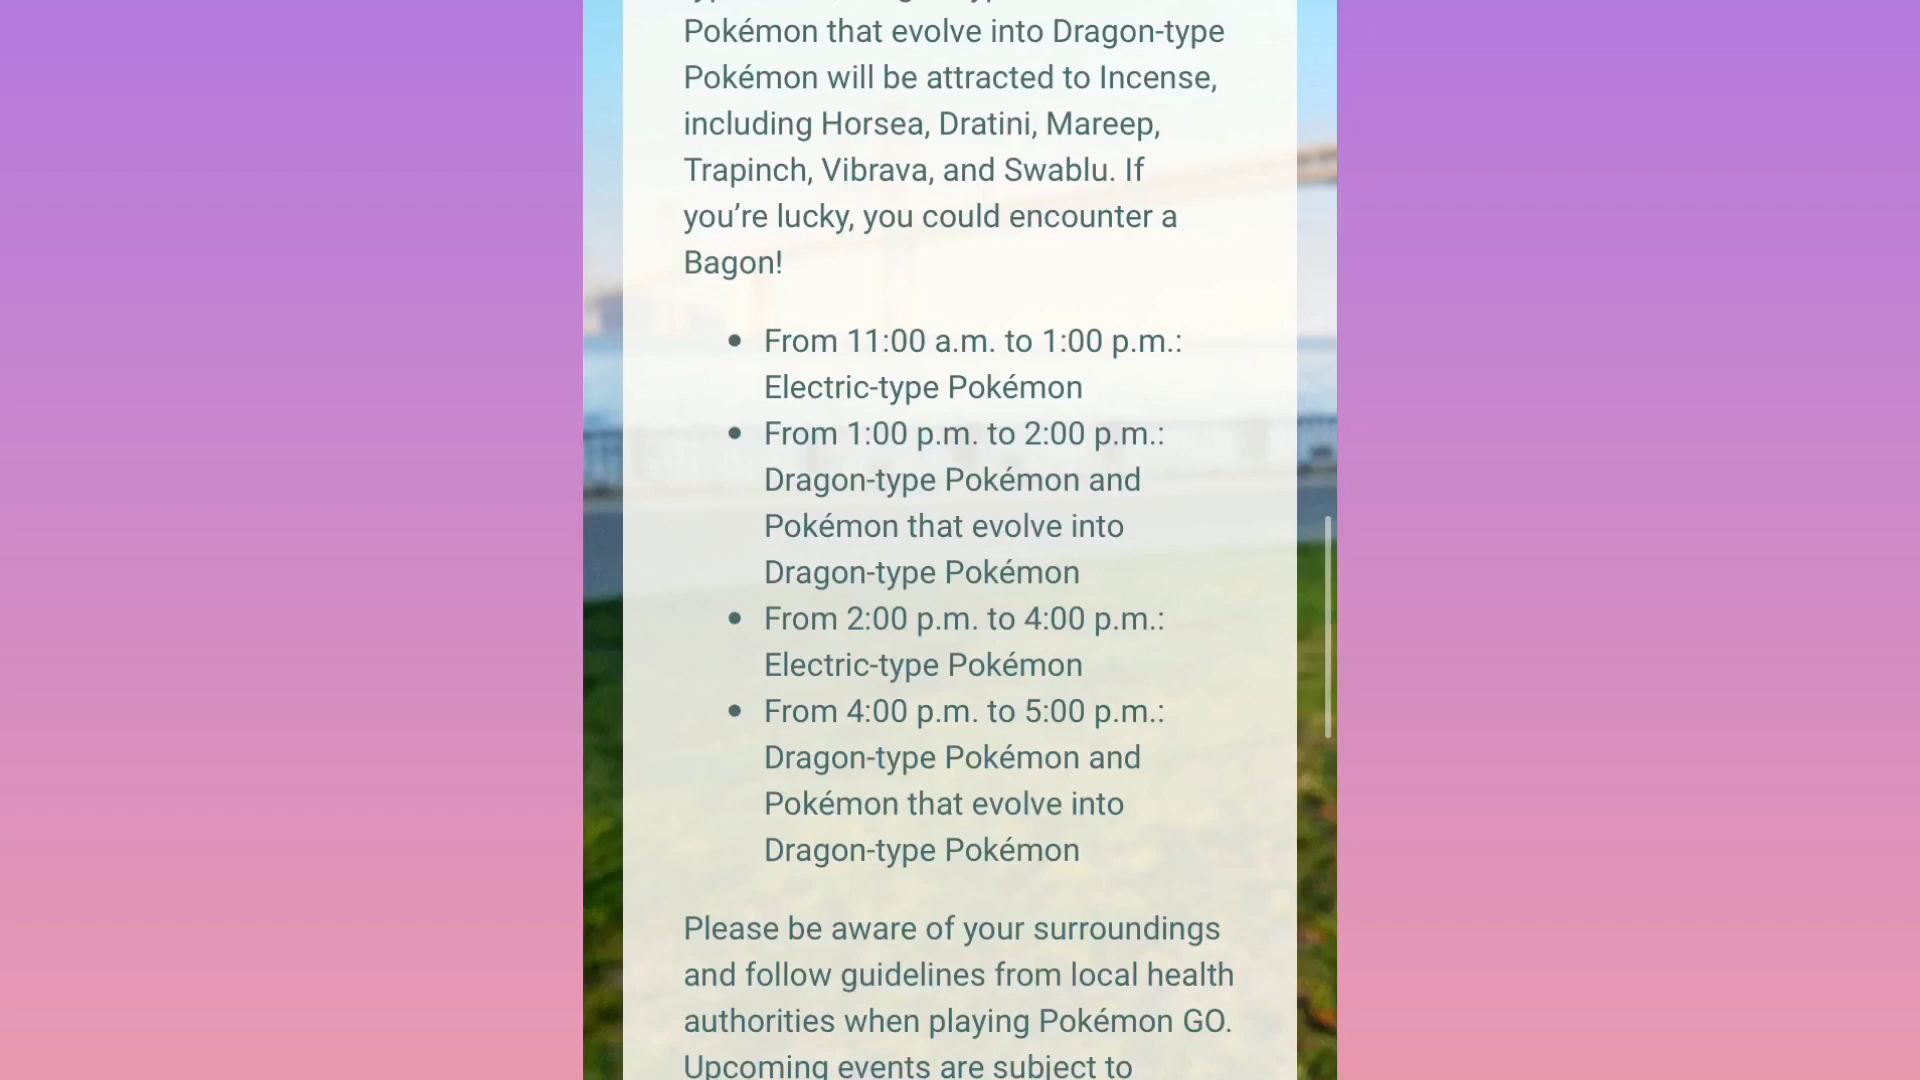 Pokémon that evolve into Dragon-type
Pokémon will be attracted to Incense,
including Horsea, Dratini, Mareep,
Trapinch, Vibrava, and Swablu. If
you’re lucky, you could encounter a
Bagon!
• From 11:00 a.m. to 1:00 p.m.:
Electric-type Pokémon
• From 1:00 p.m. to 2:00 p.m.:
Dragon-type Pokémon and
Pokémon that evolve into
Dragon-type Pokémon
• From 2:00 p.m. to 4:00 p.m.:
Electric-type Pokémon
• From 4:00 p.m. to 5:00 p.m.:
Dragon-type Pokémon and
Pokémon that evolve into
Dragon-type Pokémon
Please be aware of your surroundings
and follow guidelines from local health
authorities when playing Pokémon GO.
Upcoming events are subject to